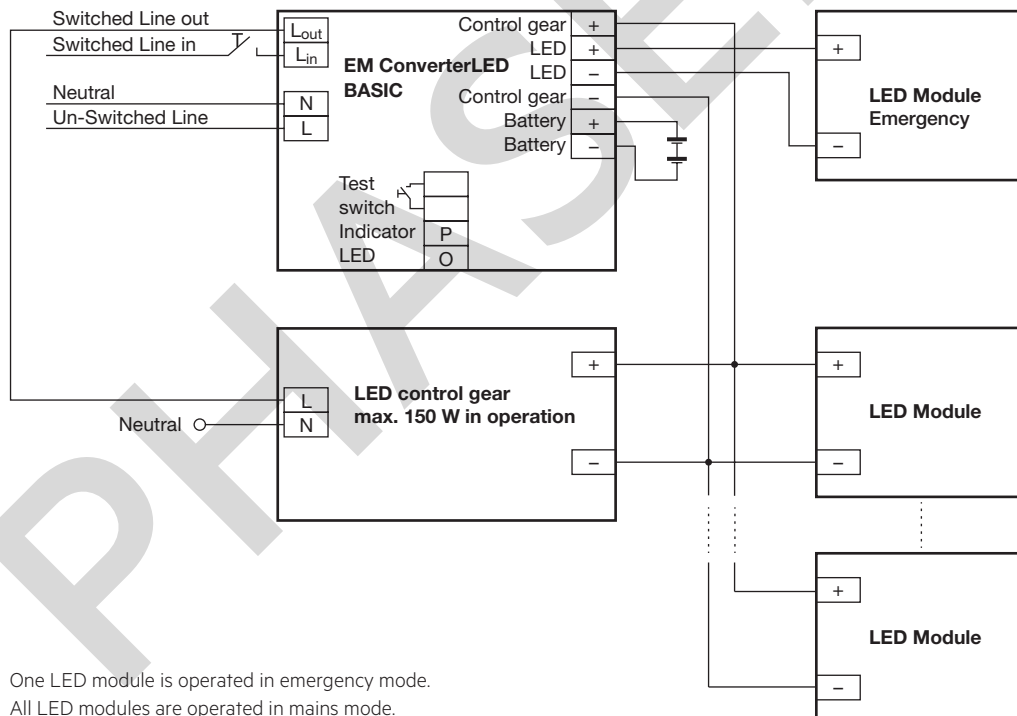 Switched Line out
Switched Line in
Neutral
Un-Switched Line
Lout
Lin
N
L
EM ConverterLED
BASIC
Control gear +
LED +
LED –
Control gear –
Battery +
Battery –
Test
switch
Indicator P
LED O
+
LED Module
Emergency
–
LED control gear
max. 150 W in operation
L
N
Neutral
+
–
+
LED Module
–
+
LED Module
–
One LED module is operated in emergency mode.
All LED modules are operated in mains mode.
PHASE